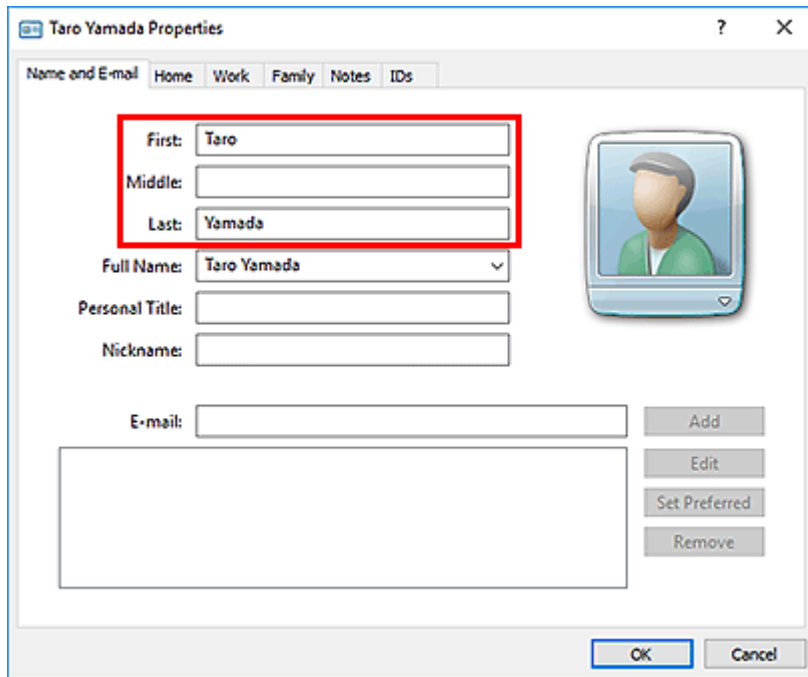 Taro Yamada Properties
Name and E-mail Home Work Family Notes IDs
First: Taro
Middle:
Last: Yamada
Full Name: Taro Yamada
Personal Title:
Nickname:
E-mail: Add
Edit
Set Preferred
Remove
OK Cancel